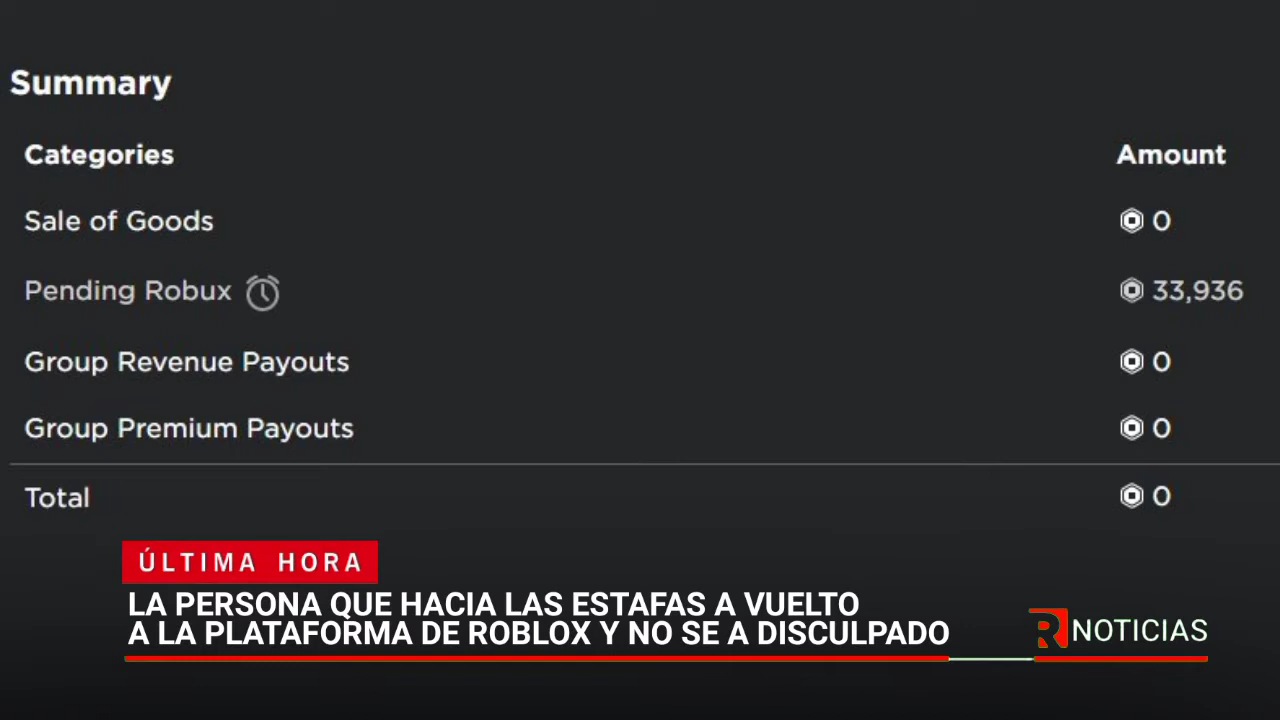 Summary
Categories Amount
Sale of Goods 0
Pending Robux 33,936
Group Revenue Payouts 0
Group Premium Payouts 0
Total 0
ÚLTIMA HORA
LA PERSONA QUE HACIA LAS ESTAFAS A VUELTO
A LA PLATAFORMA DE ROBLOX Y NO SE A DISCULPADO
R NOTICIAS